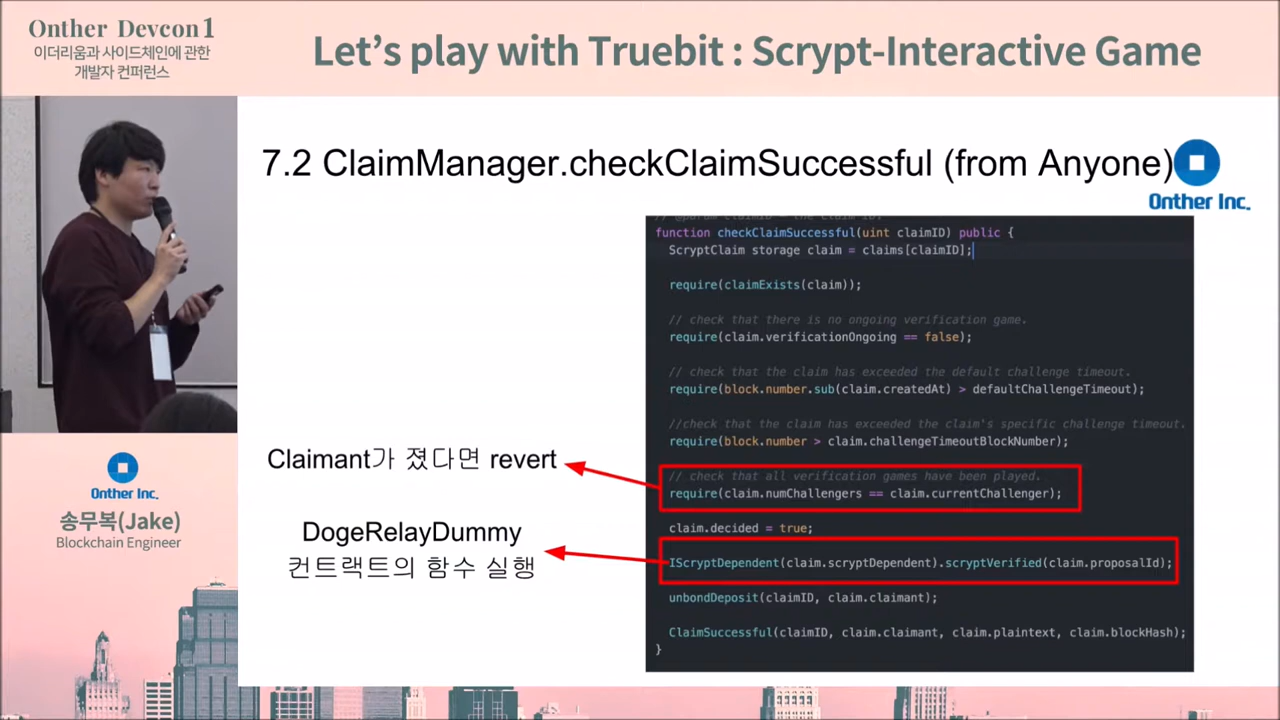 Onther Devcon 1
이더리움과 사이드체인에 관한
개발자 컨퍼런스
Let's play with Truebit : Scrypt-Interactive Game
7.2 ClaimManager.checkClaimSuccessful (from Anyone)
Onther Inc.
// @param claimID – the claim ID.
function checkClaimSuccessful(uint claimID) public {
ScryptClaim storage claim = claims[claimID];
require(claimExists(claim));
// check that there is no ongoing verification game.
require(claim.verificationOngoing == false);
// check that the claim has exceeded the default challenge timeout.
require(block.number.sub(claim.createdAt) > defaultChallengeTimeout);
//check that the claim has exceeded the claim's specific challenge timeout.
require(block.number > claim.challengeTimeoutBlockNumber);
// check that all verification games have been played.
require(claim.numChallengers == claim.currentChallenger);
claim.decided = true;
IScryptDependent(claim.scryptDependent).scryptVerified(claim.proposalId);
unbondDeposit(claimID, claim.claimant);
ClaimSuccessful(claimID, claim.claimant, claim.plaintext, claim.blockHash);
}
Claimant가 졌다면 revert
DogeRelayDummy
컨트랙트의 함수 실행
Onther Inc.
송무복(Jake)
Blockchain Engineer